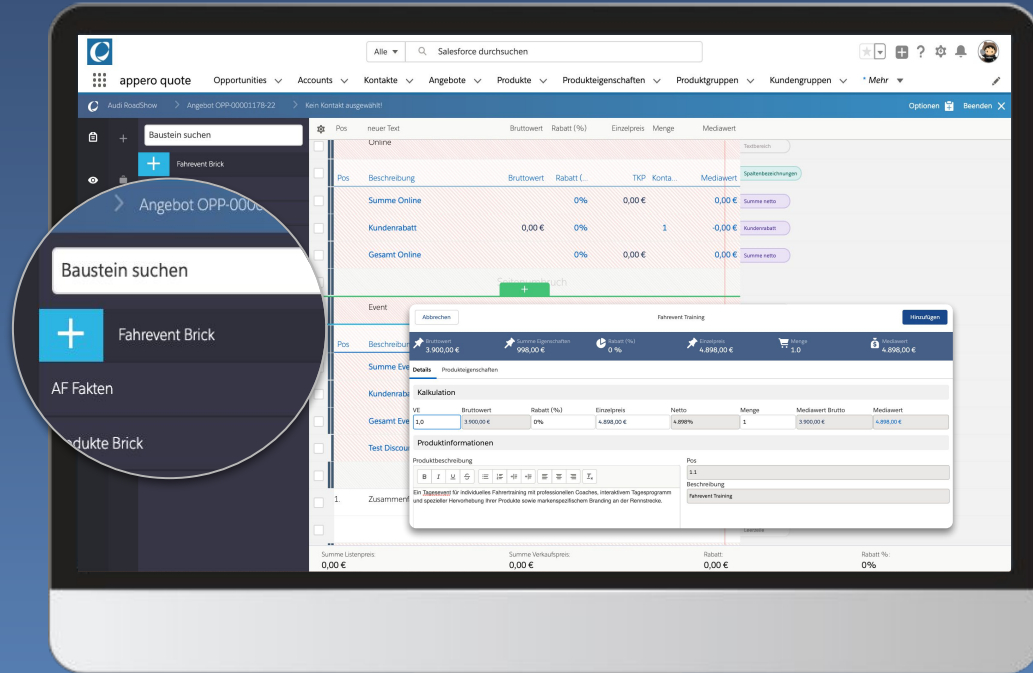 Alle Salesforce durchsuchen
appero quote Opportunities Accounts Kontakte Angebote Produkte Produkteigenschaften Produktgruppen Kundengruppen * Mehr
Audi RoadShow > Angebot OPP-0000117B-22 > Kein Kontakt ausgewählt! Optionen Beenden
Baustein suchen
Fahrevent Brick
Pos neuer Text Bruttowert Rabatt (%) Einzelpreis Menge Mediawert
Online Textbereich
Pos Beschreibung Bruttowert Rabatt (... TKP Konta... Mediawert Spaltenbezeichnungen
Summe Online 0% 0,00 € 0,00 € Summe netto
Kundenrabatt 0,00 € 0% 1 -0,00 € Kundenrabatt
Gesamt Online 0% 0,00 € 0,00 € Summe netto
Event
Pos Beschreibun
Summe Eve
Kundenraba
Gesamt Eve
Test Discou
1. Zusammenf
Angebot OPP-000
Baustein suchen
Fahrevent Brick
AF Fakten
dukte Brick
Abbrechen Fahrevent Training Hinzufügen
Bruttowert Summe Eigenschaften Rabatt (%) Einzelpreis Menge Mediawert
3.900,00 € 998,00 € 0 % 4.898,00 € 1.0 4.898,00 €
Details Produkteigenschaften
Kalkulation
VE Bruttowert Rabatt (%) Einzelpreis Netto Menge Mediawert Brutto Mediawert
1,0 3.900,00 € 0% 4.898,00 € 4.898% 1 3.900,00 € 4.898,00 €
Produktinformationen
Produktbeschreibung Pos
B I U S 1.1
Beschreibung
Ein Tagesevent für individuelles Fahrertraining mit professionellen Coaches, interaktivem Tagesprogramm Fahrevent Training
und spezieller Hervorhebung Ihrer Produkte sowie markenspezifischem Branding an der Rennstrecke.
Summe Listenpreis: Summe Verkaufspreis: Rabatt: Rabatt %:
0,00 € 0,00 € 0,00 € 0%